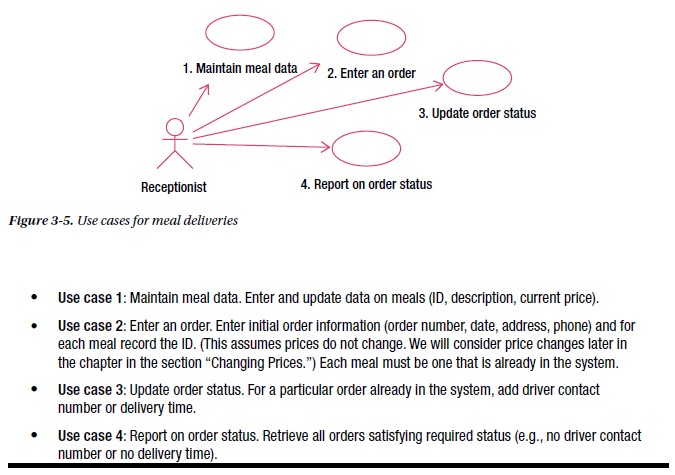 1. Maintain meal data
2. Enter an order
3. Update order status
Receptionist
4. Report on order status
Figure 3-5. Use cases for meal deliveries
• Use case 1: Maintain meal data. Enter and update data on meals (ID, description, current price).
• Use case 2: Enter an order. Enter initial order information (order number, date, address, phone) and for
each meal record the ID. (This assumes prices do not change. We will consider price changes later in
the chapter in the section “Changing Prices.”) Each meal must be one that is already in the system.
• Use case 3: Update order status. For a particular order already in the system, add driver contact
number or delivery time.
• Use case 4: Report on order status. Retrieve all orders satisfying required status (e.g., no driver contact
number or no delivery time).